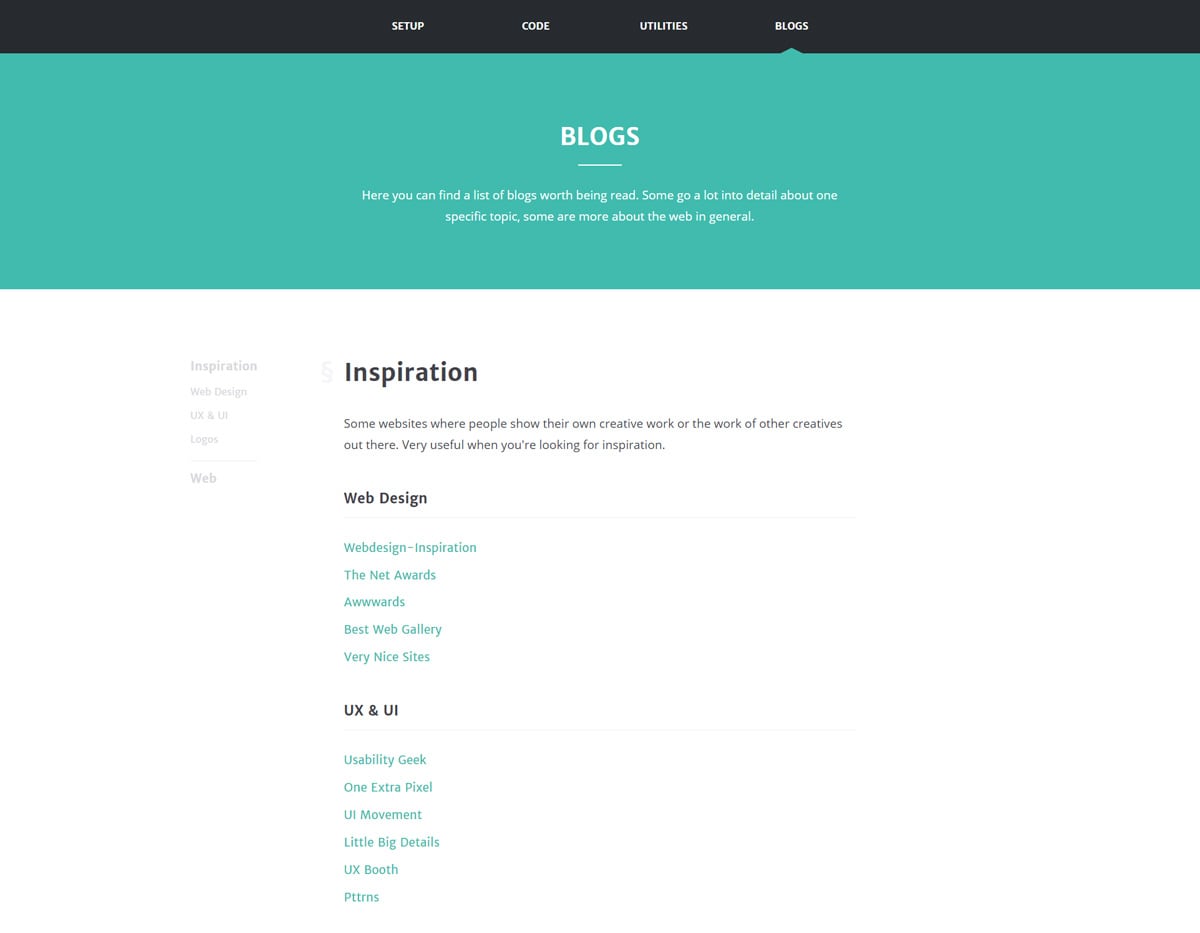 SETUP CODE UTILITIES BLOGS
BLOGS
Here you can find a list of blogs worth being read. Some go a lot into detail about one
specific topic, some are more about the web in general.
Inspiration
Web Design
UX & UI
Logos
Web
§ Inspiration
Some websites where people show their own creative work or the work of other creatives
out there. Very useful when you're looking for inspiration.
Web Design
Webdesign-Inspiration
The Net Awards
Awwwards
Best Web Gallery
Very Nice Sites
UX & UI
Usability Geek
One Extra Pixel
UI Movement
Little Big Details
UX Booth
Pttrns